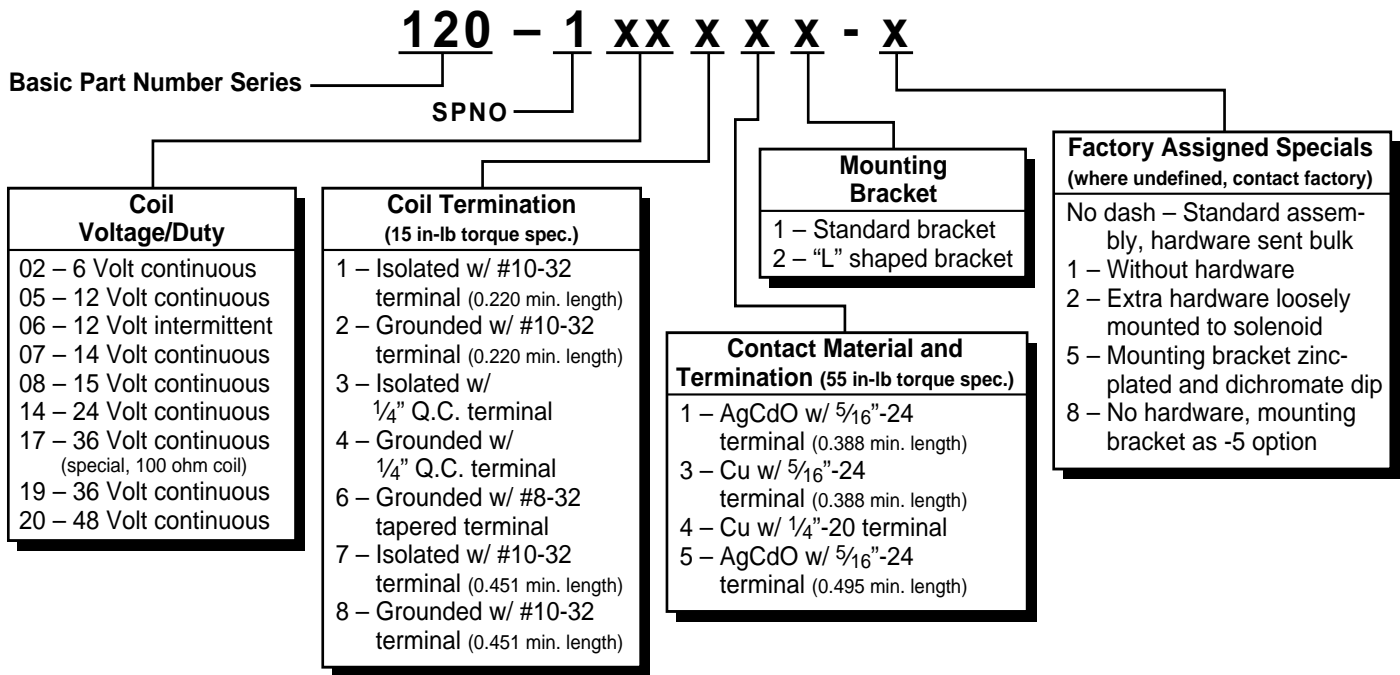 120 – 1 xx x x x - x
Basic Part Number Series
SPNO
Coil
Voltage/Duty
02 – 6 Volt continuous
05 – 12 Volt continuous
06 – 12 Volt intermittent
07 – 14 Volt continuous
08 – 15 Volt continuous
14 – 24 Volt continuous
17 – 36 Volt continuous
(special, 100 ohm coil)
19 – 36 Volt continuous
20 – 48 Volt continuous
Coil Termination
(15 in-lb torque spec.)
1 – Isolated w/ #10-32
terminal (0.220 min. length)
2 – Grounded w/ #10-32
terminal (0.220 min. length)
3 – Isolated w/
1⁄4” Q.C. terminal
4 – Grounded w/
1⁄4” Q.C. terminal
6 – Grounded w/ #8-32
tapered terminal
7 – Isolated w/ #10-32
terminal (0.451 min. length)
8 – Grounded w/ #10-32
terminal (0.451 min. length)
Mounting
Bracket
1 – Standard bracket
2 – “L” shaped bracket
Contact Material and
Termination (55 in-lb torque spec.)
1 – AgCdO w/ 5⁄16”-24
terminal (0.388 min. length)
3 – Cu w/ 5⁄16”-24
terminal (0.388 min. length)
4 – Cu w/ 1⁄4”-20 terminal
5 – AgCdO w/ 5⁄16”-24
terminal (0.495 min. length)
Factory Assigned Specials
(where undefined, contact factory)
No dash – Standard assem-
bly, hardware sent bulk
1 – Without hardware
2 – Extra hardware loosely
mounted to solenoid
5 – Mounting bracket zinc-
plated and dichromate dip
8 – No hardware, mounting
bracket as -5 option